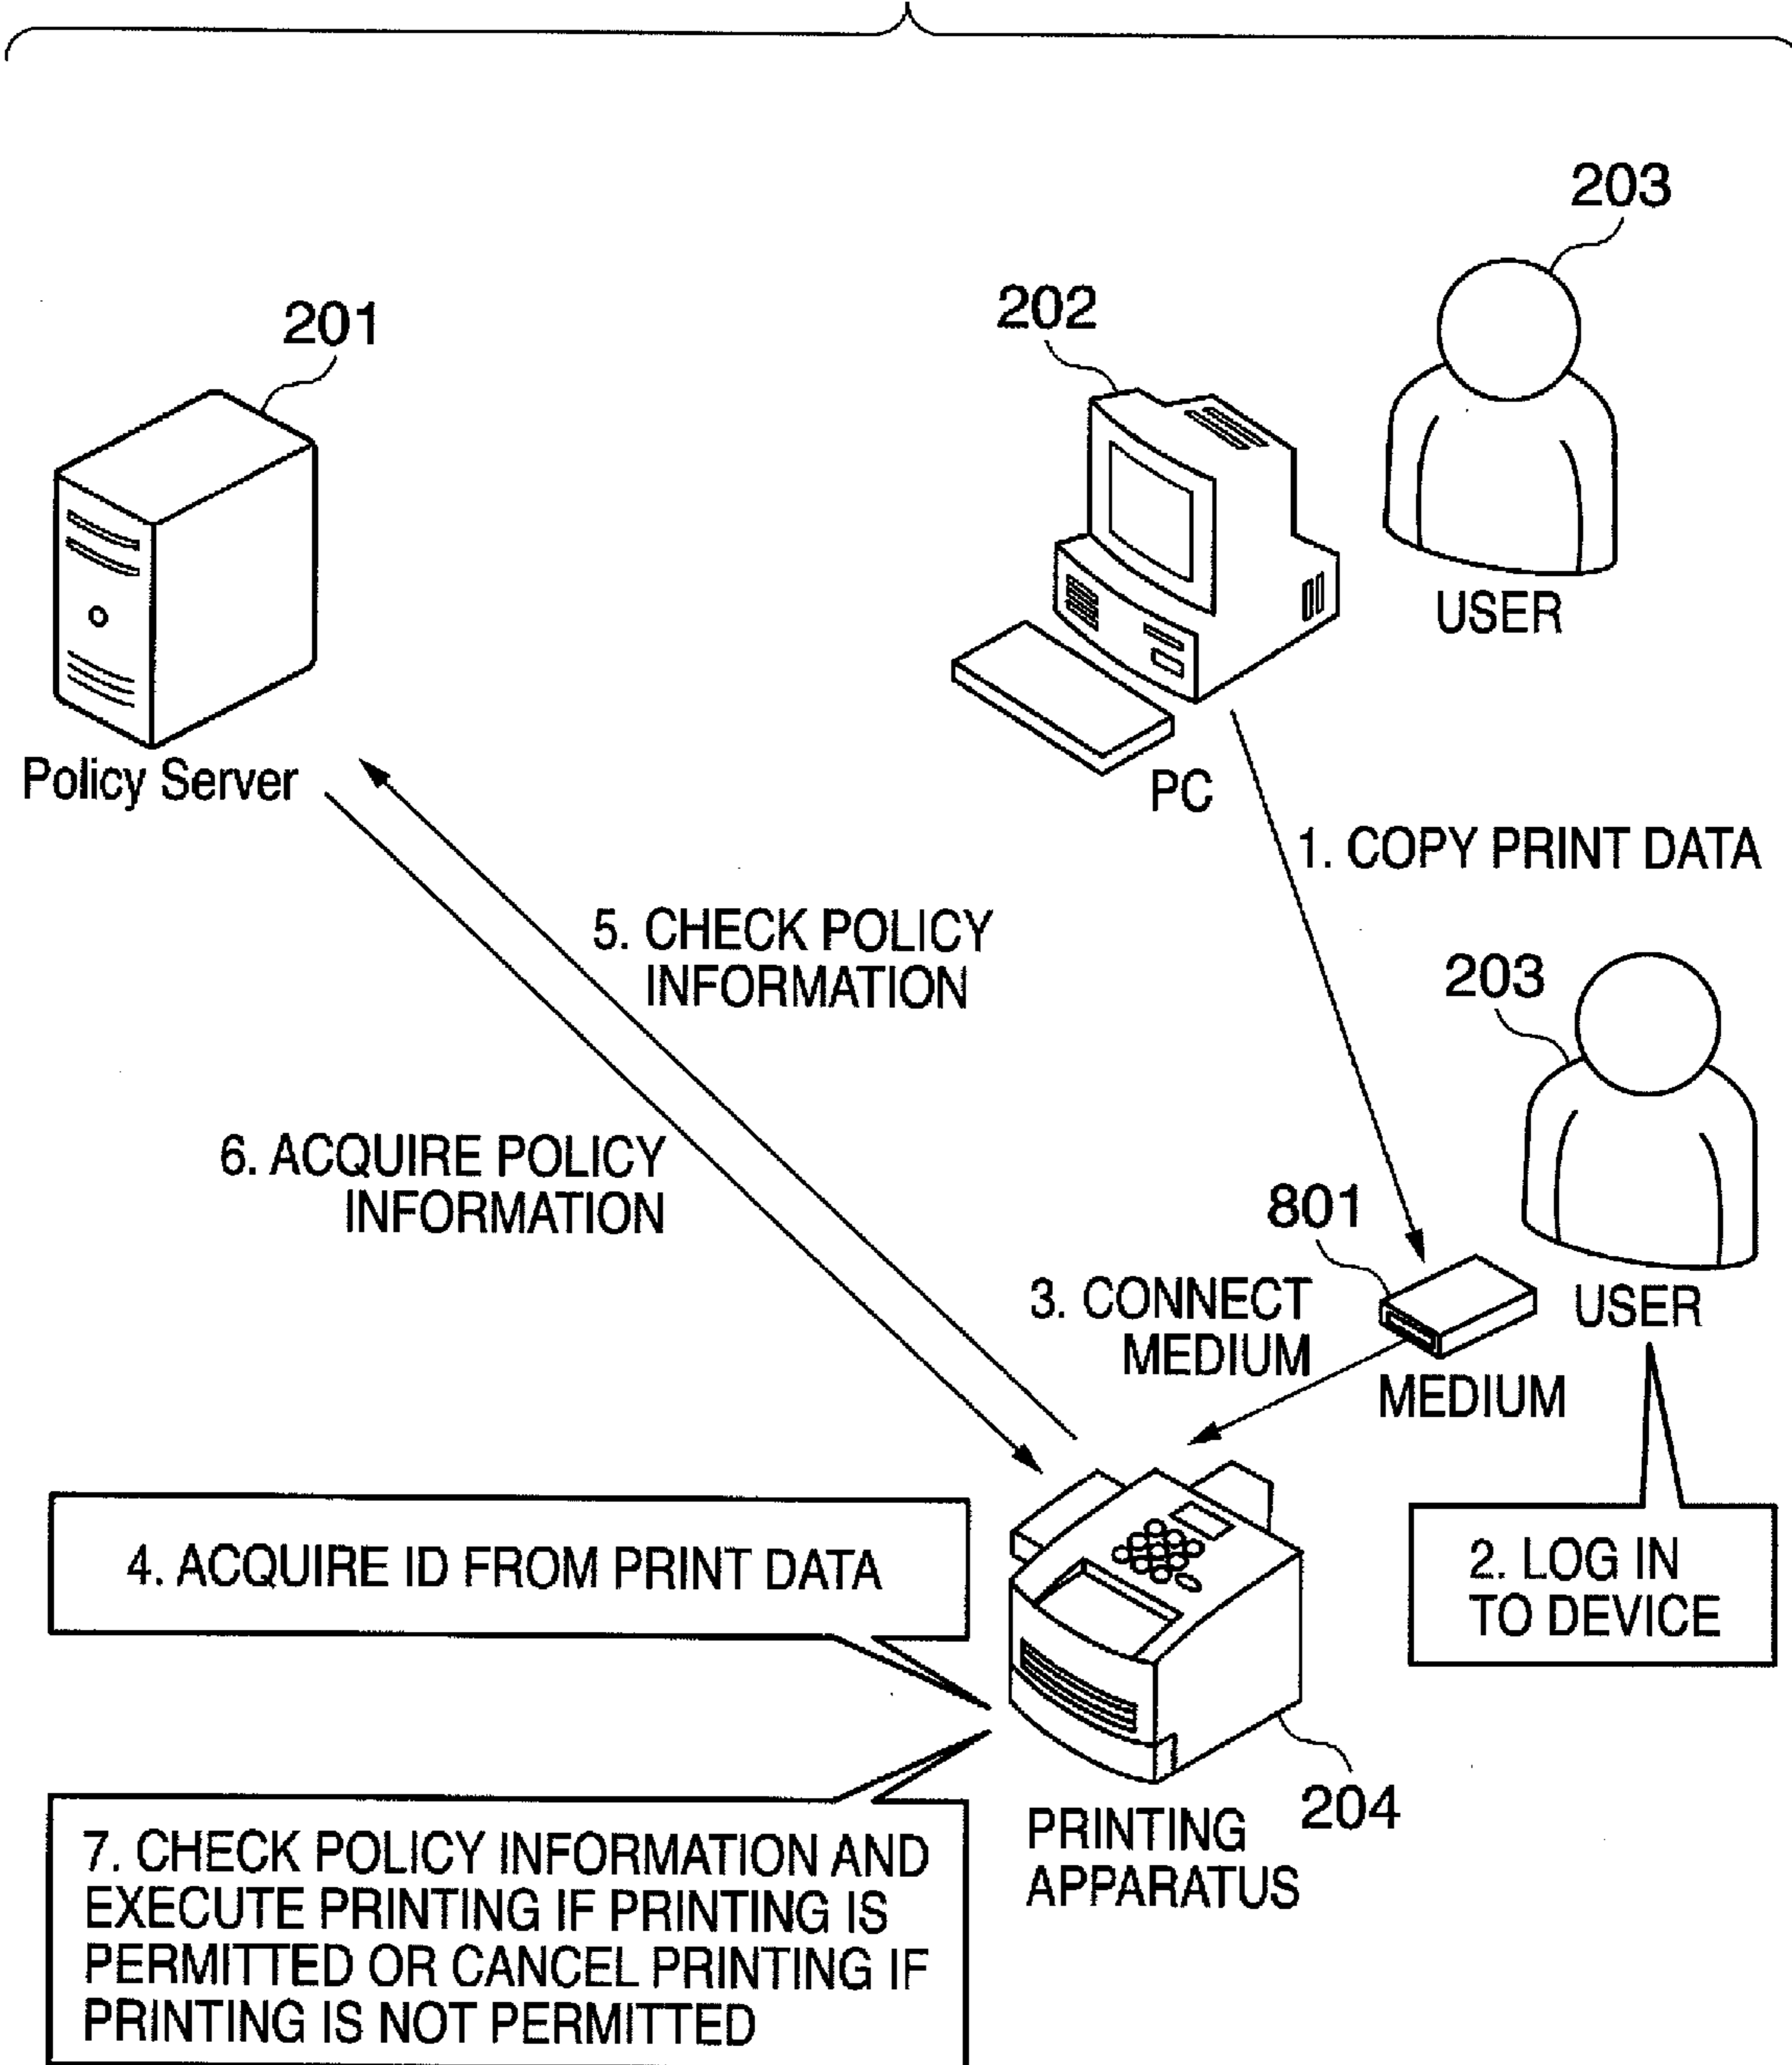 203
202
201
USER
Policy Server
PC
1. COPY PRINT DATA
5. CHECK POLICY
INFORMATION
203
6. ACQUIRE POLICY
INFORMATION
801
3. CONNECT
MEDIUM
USER
MEDIUM
4. ACQUIRE ID FROM PRINT DATA
2. LOG IN
TO DEVICE
204
PRINTING
APPARATUS
7. CHECK POLICY INFORMATION AND
EXECUTE PRINTING IF PRINTING IS
PERMITTED OR CANCEL PRINTING IF
PRINTING IS NOT PERMITTED